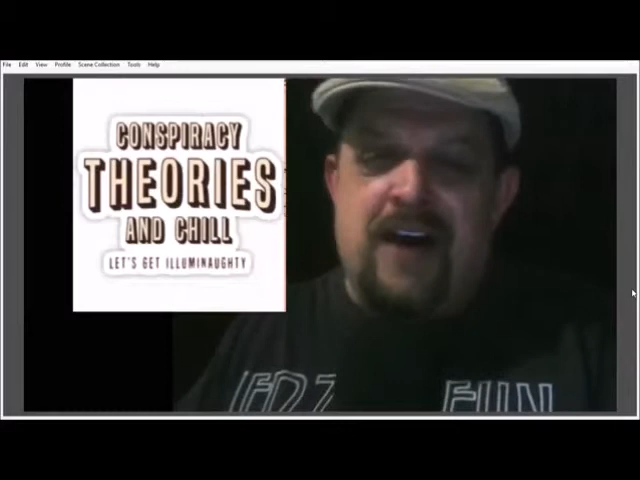 File Edit View Profile Scene Collection Tools Help
CONSPIRACY
THEORIES
AND CHILL
LET'S GET ILLUMINAUGHTY